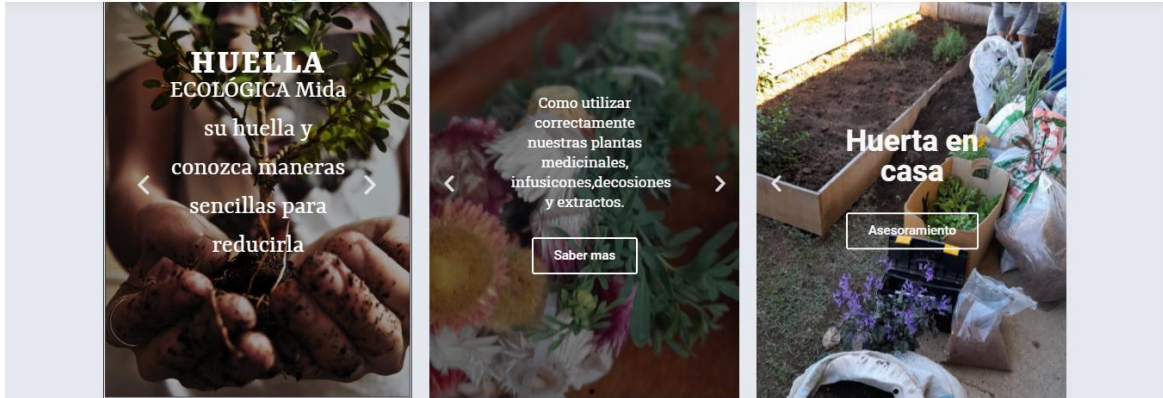 HUELLA
ECOLÓGICA Mida
su huella y
conozca maneras
sencillas para
reducirla
Como utilizar
correctamente
nuestras plantas
medicinales,
infusicones,decosiones
y extractos.
Saber mas
Huerta en
casa
Asesoramiento